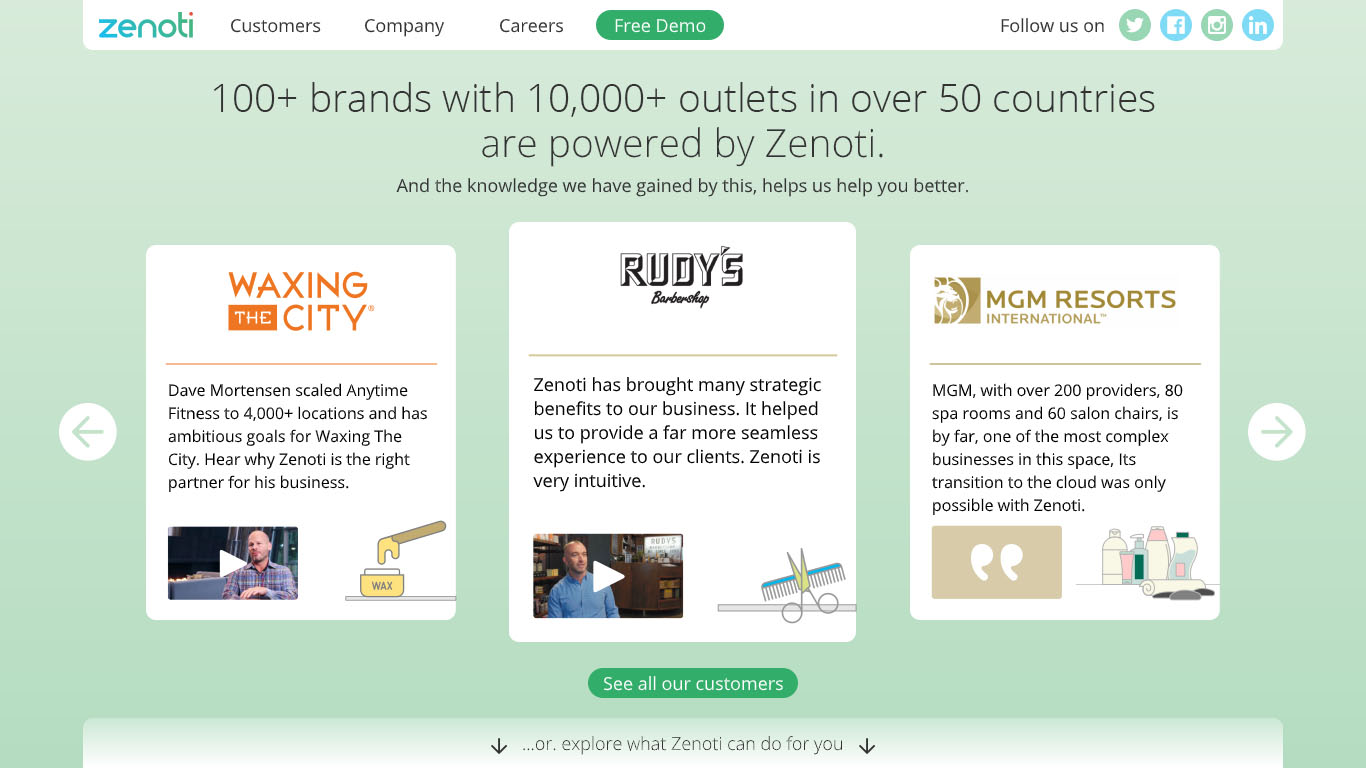 zenoti
Customers
Company
Careers
Free Demo
Follow us on
100+ brands with 10,000+ outlets in over 50 countries
are powered by Zenoti.
And the knowledge we have gained by this, helps us help you better.
WAXING
THE CITY®
Dave Mortensen scaled Anytime
Fitness to 4,000+ locations and has
ambitious goals for Waxing The
City. Hear why Zenoti is the right
partner for his business.
WAX
RUDY'S
Barbershop
Zenoti has brought many strategic
benefits to our business. It helped
us to provide a far more seamless
experience to our clients. Zenoti is
very intuitive.
RUDYS
MGM RESORTS
INTERNATIONAL™
MGM, with over 200 providers, 80
spa rooms and 60 salon chairs, is
by far, one of the most complex
businesses in this space, Its
transition to the cloud was only
possible with Zenoti.
See all our customers
...or. explore what Zenoti can do for you